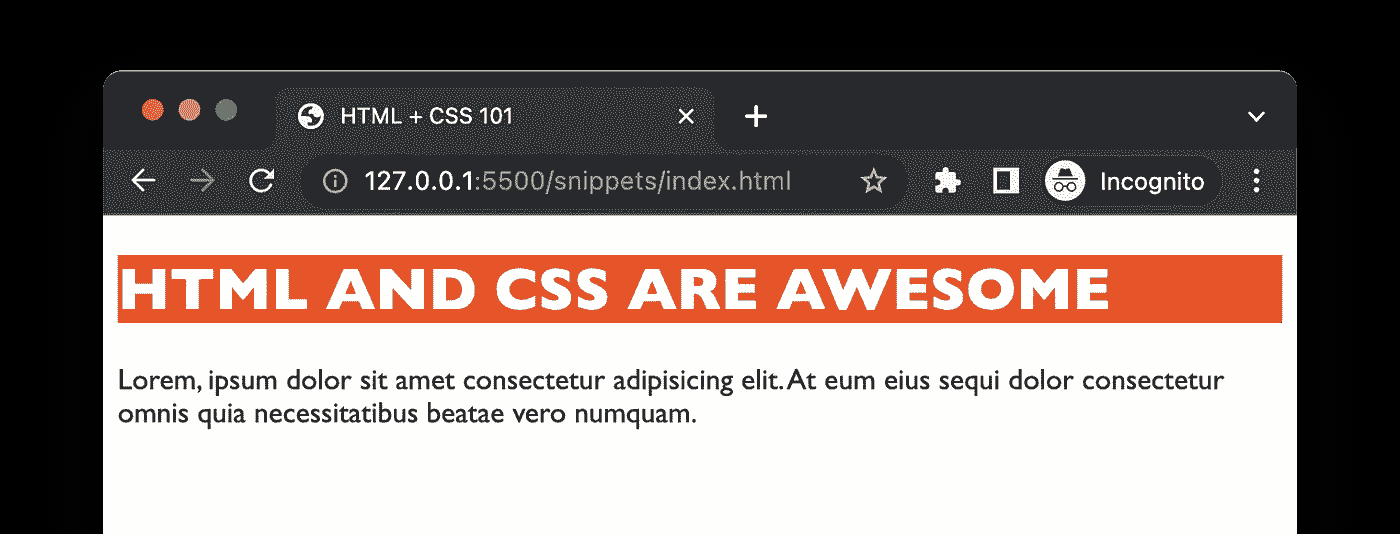 HTML + CSS 101
127.0.0.1:5500/snippets/index.html
Incognito
HTML AND CSS ARE AWESOME
Lorem, ipsum dolor sit amet consectetur adipisicing elit. At eum eius sequi dolor consectetur
omnis quia necessitatibus beatae vero numquam.